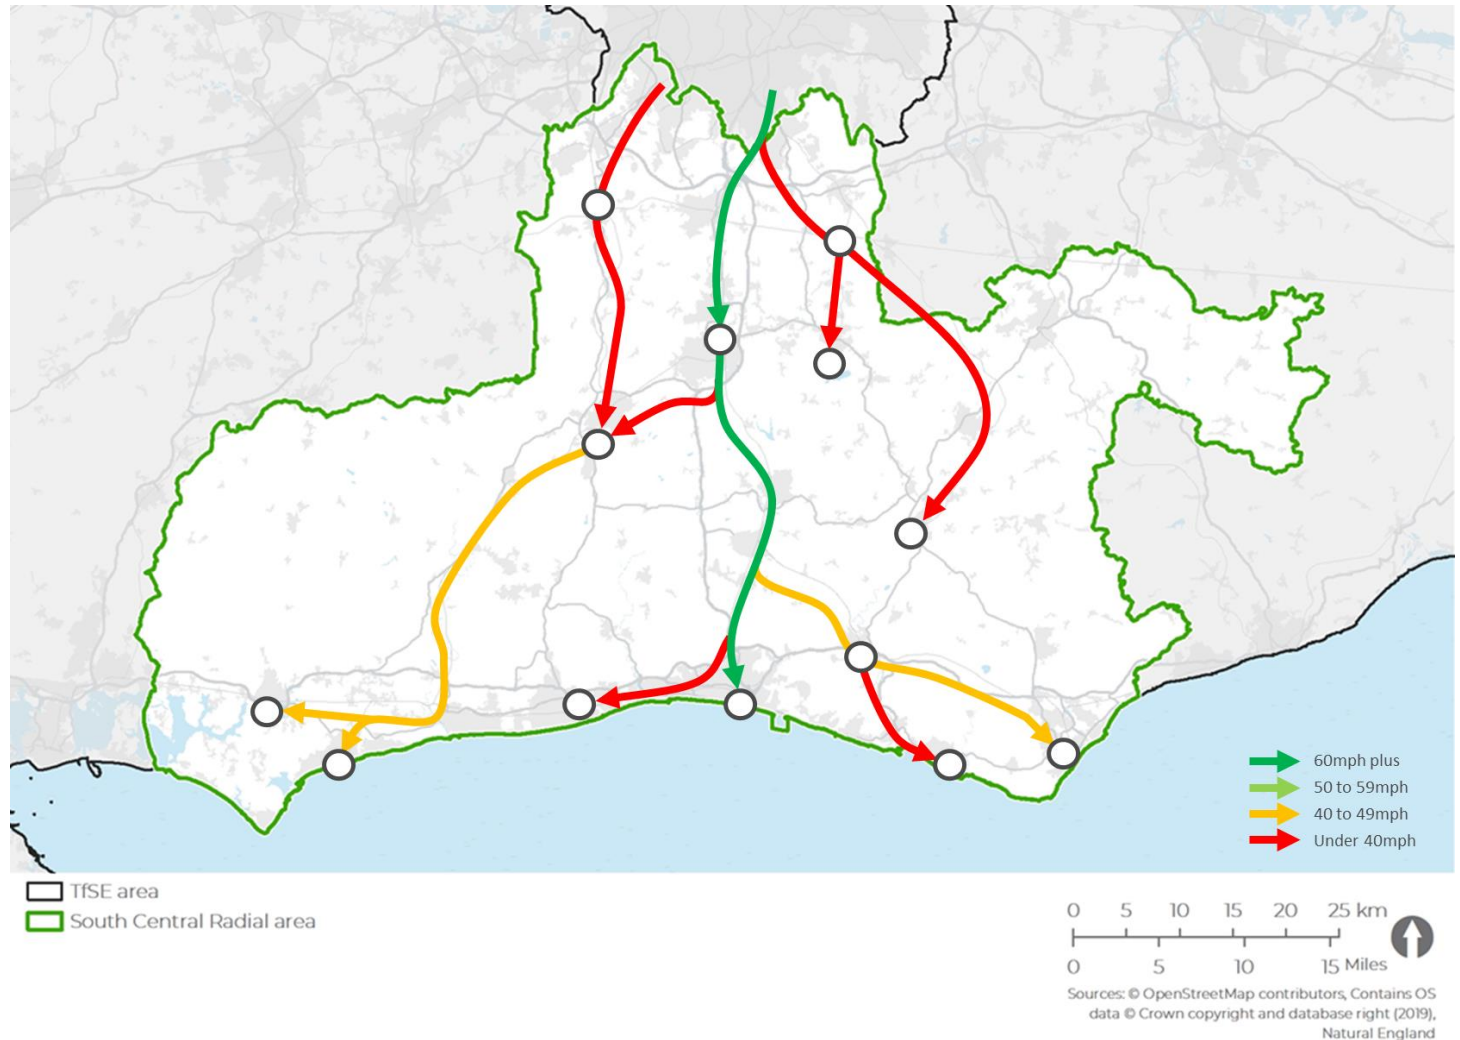 60mph plus
50 to 59mph
40 to 49mph
Under 40mph
TfSE area
South Central Radial area
0 5 10 15 20 25 km
0 5 10 15 Miles
Sources: © OpenStreetMap contributors, Contains OS
data © Crown copyright and database right (2019),
Natural England